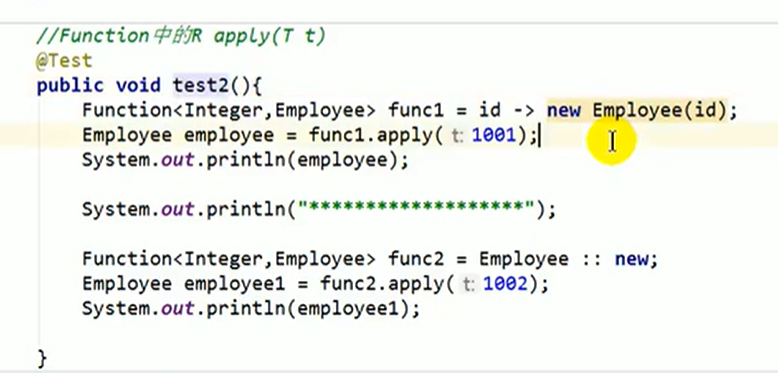 //Function中的R apply(T t)
@Test
public void test2(){
Function<Integer,Employee> func1 = id -> new Employee(id);
Employee employee = func1.apply( t: 1001);
System.out.println(employee);
System.out.println("*******************");
Function<Integer,Employee> func2 = Employee :: new;
Employee employee1 = func2.apply( t: 1002);
System.out.println(employee1);
}